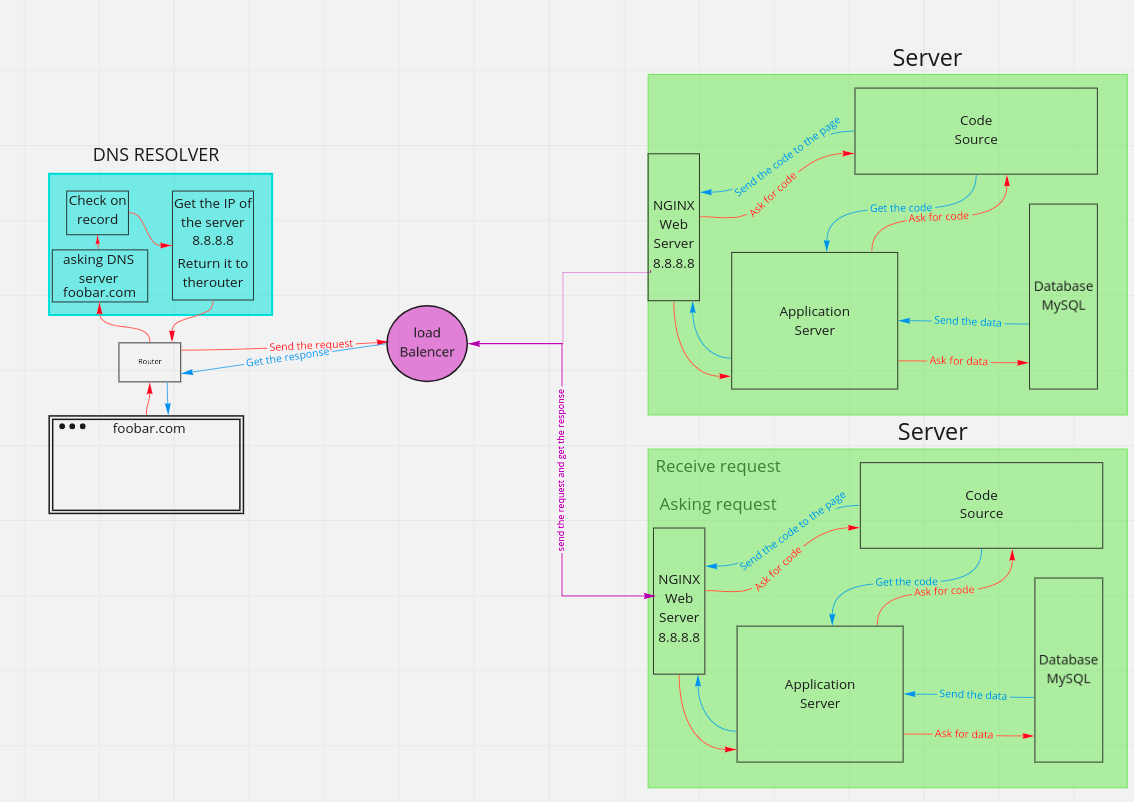 DNS RESOLVER
Check on
record
asking DNS
server
foobar.com
Get the IP of
the server
8.8.8.8
Return it to
therouter
Router
foobar.com
Send the request
Get the response
load
Balencer
send the request and get the response
Server
Code
Source
Send the code to the page
Ask for code
NGINX
Web
Server
8.8.8.8
Get the code
Ask for code
Application
Server
Send the data
Ask for data
Database
MySQL
Server
Receive request
Asking request
Code
Source
Send the code to the page
Ask for code
NGINX
Web
Server
8.8.8.8
Get the code
Ask for code
Application
Server
Send the data
Ask for data
Database
MySQL